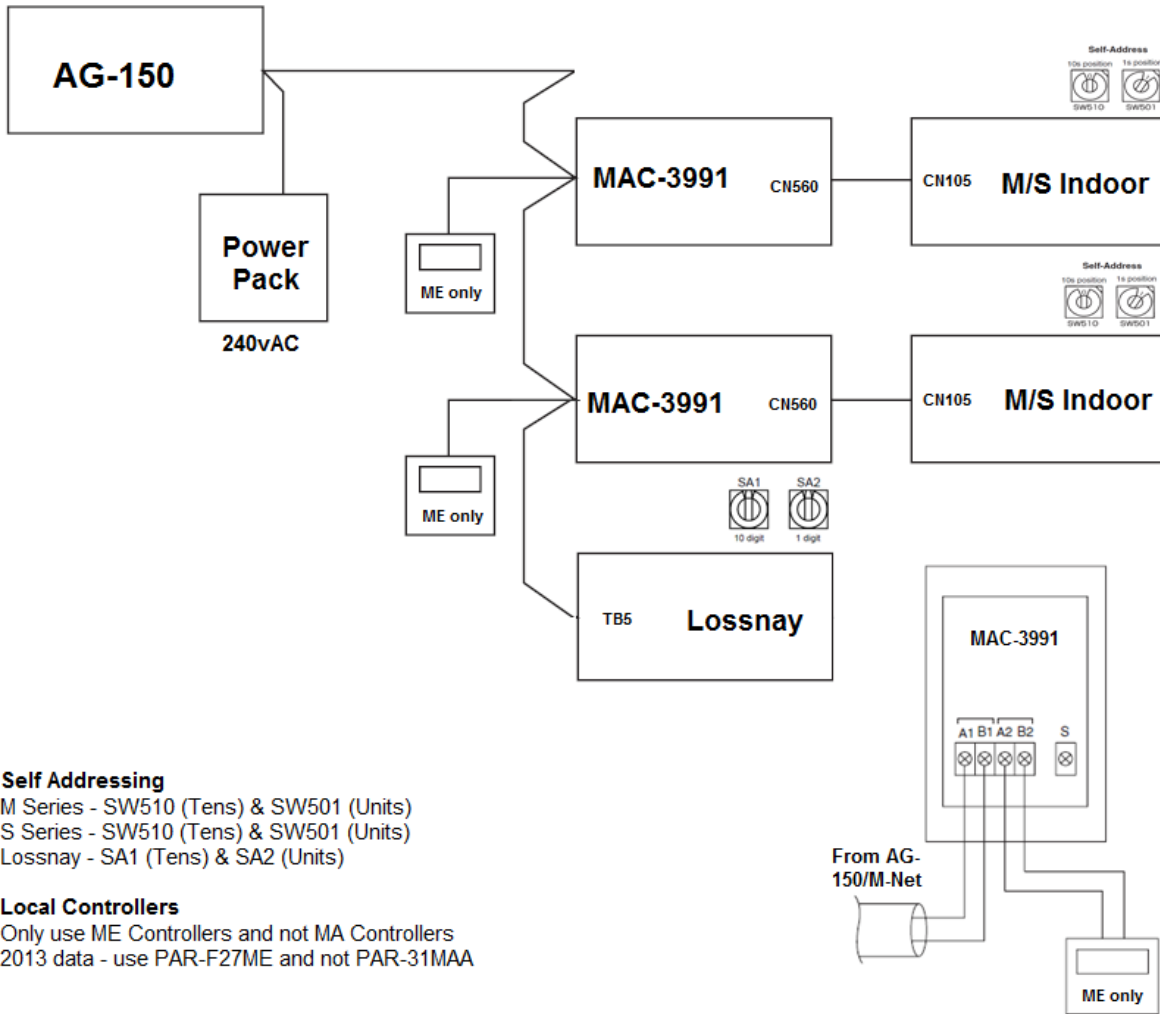 AG-150
Self-Address
10s position 1s position
SW510 SW501
MAC-3991
CN560
CN105
M/S Indoor
Power
Pack
240vAC
ME only
Self-Address
10s position 1s position
SW510 SW501
MAC-3991
CN560
CN105
M/S Indoor
ME only
SA1 SA2
10 digit 1 digit
TB5
Lossnay
MAC-3991
A1 B1 A2 B2 S
From AG-
150/M-Net
ME only
Self Addressing
M Series - SW510 (Tens) & SW501 (Units)
S Series - SW510 (Tens) & SW501 (Units)
Lossnay - SA1 (Tens) & SA2 (Units)
Local Controllers
Only use ME Controllers and not MA Controllers
2013 data - use PAR-F27ME and not PAR-31MAA